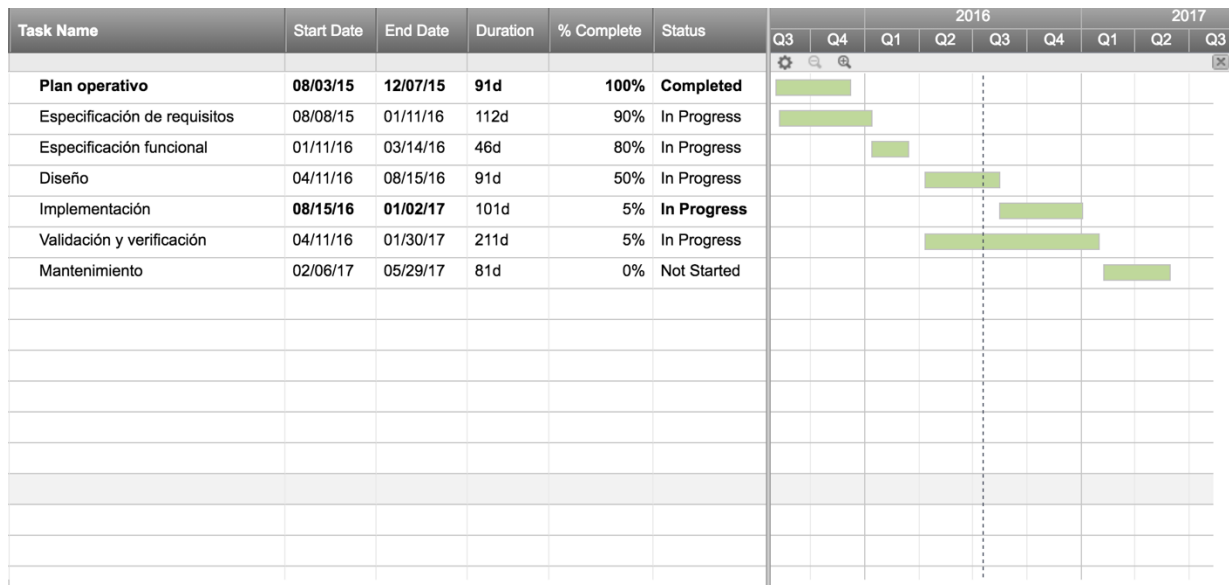 2016 2017
Task Name Start Date End Date Duration % Complete Status Q3 Q4 Q1 Q2 Q3 Q4 Q1 Q2 Q3
Plan operativo 08/03/15 12/07/15 91d 100% Completed
Especificación de requisitos 08/08/15 01/11/16 112d 90% In Progress
Especificación funcional 01/11/16 03/14/16 46d 80% In Progress
Diseño 04/11/16 08/15/16 91d 50% In Progress
Implementación 08/15/16 01/02/17 101d 5% In Progress
Validación y verificación 04/11/16 01/30/17 211d 5% In Progress
Mantenimiento 02/06/17 05/29/17 81d 0% Not Started